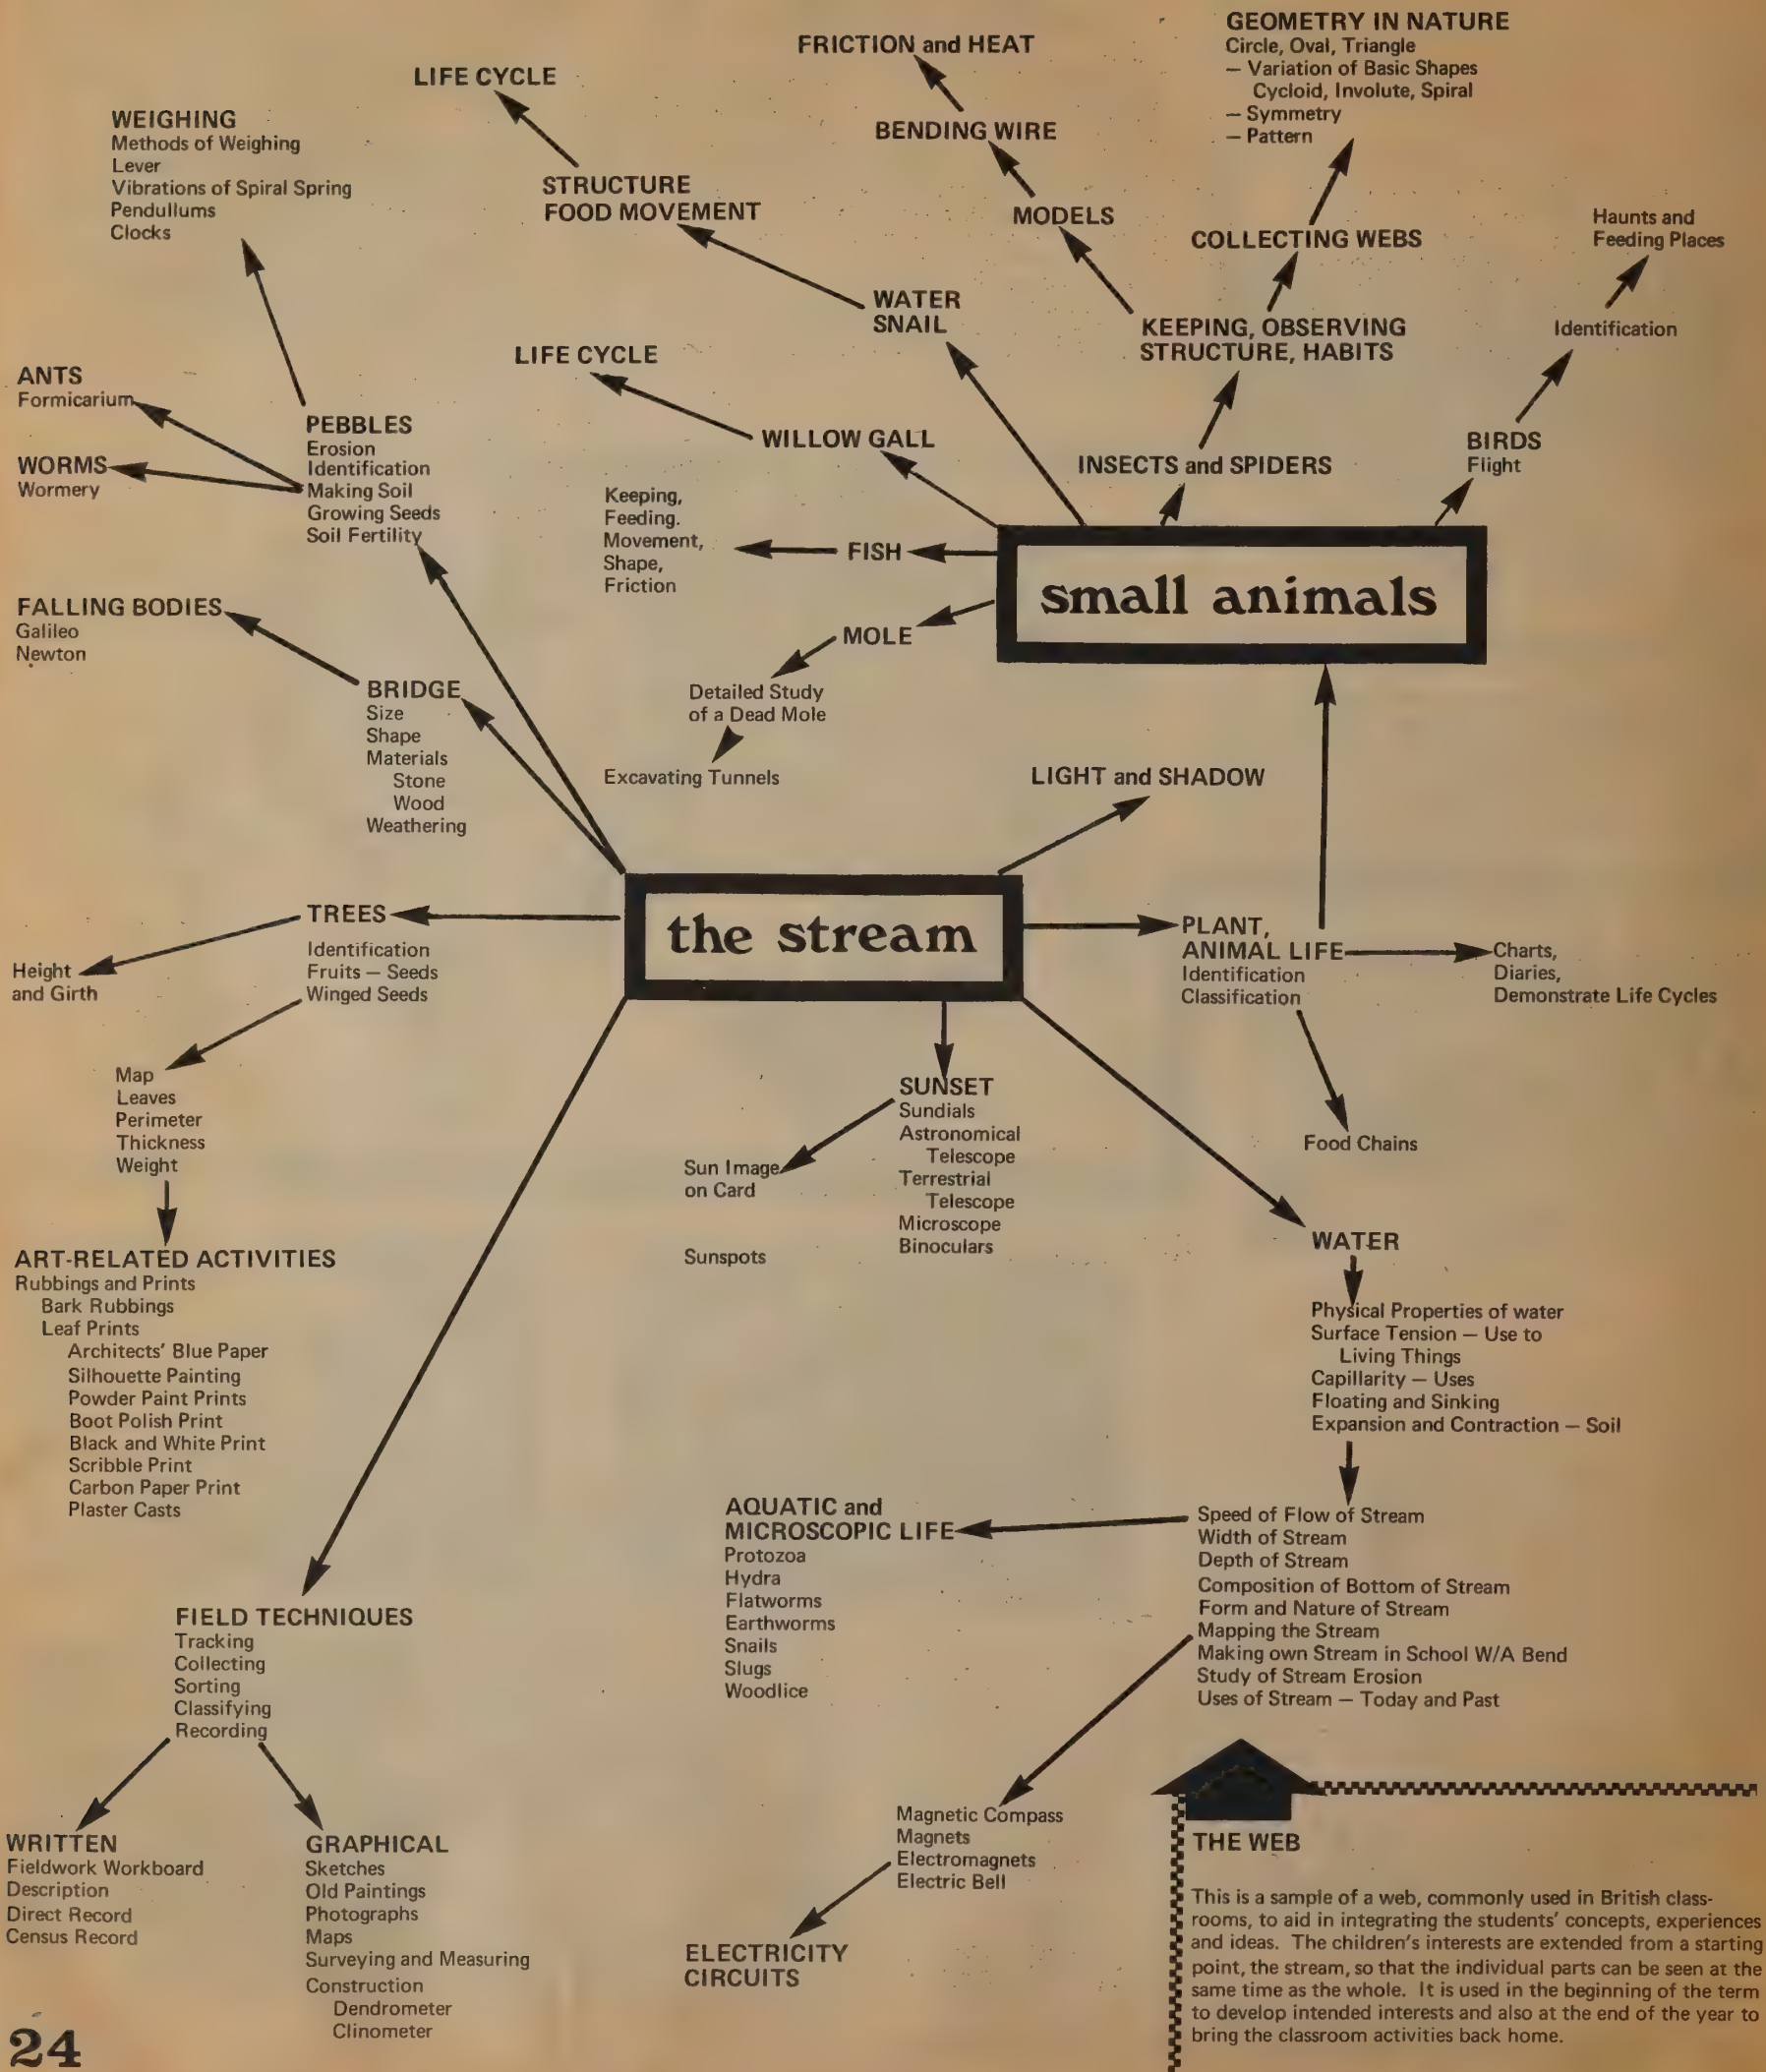 GEOMETRY IN NATURE
Circle, Oval, Triangle
— Variation of Basic Shapes
Cycloid, Involute, Spiral
— Symmetry
— Pattern
FRICTION and HEAT
LIFE CYCLE
BENDING WIRE
WEIGHING
Methods of Weighing
Lever
Vibrations of Spiral Spring
Pendullums
Clocks
STRUCTURE
FOOD MOVEMENT
MODELS
COLLECTING WEBS
Haunts and
Feeding Places
WATER
SNAIL
KEEPING, OBSERVING
STRUCTURE, HABITS
Identification
LIFE CYCLE
ANTS
Formicarium
WORMS
Wormery
PEBBLES
Erosion
Identification
Making Soil
Growing Seeds
Soil Fertility
WILLOW GALL
INSECTS and SPIDERS
BIRDS
Flight
Keeping,
Feeding.
Movement,
Shape,
Friction
FISH
small animals
MOLE
Detailed Study
of a Dead Mole
Excavating Tunnels
FALLING BODIES
Galileo
Newton
BRIDGE
Size
Shape
Materials
Stone
Wood
Weathering
LIGHT and SHADOW
the stream
TREES
Identification
Fruits — Seeds
Winged Seeds
Height
and Girth
Map
Leaves
Perimeter
Thickness
Weight
PLANT,
ANIMAL LIFE
Identification
Classification
Charts,
Diaries,
Demonstrate Life Cycles
Food Chains
SUNSET
Sundials
Astronomical
Telescope
Terrestrial
Telescope
Microscope
Binoculars
Sun Image
on Card
Sunspots
ART-RELATED ACTIVITIES
Rubbings and Prints
Bark Rubbings
Leaf Prints
Architects' Blue Paper
Silhouette Painting
Powder Paint Prints
Boot Polish Print
Black and White Print
Scribble Print
Carbon Paper Print
Plaster Casts
WATER
Physical Properties of water
Surface Tension — Use to
Living Things
Capillarity — Uses
Floating and Sinking
Expansion and Contraction — Soil
Speed of Flow of Stream
Width of Stream
Depth of Stream
Composition of Bottom of Stream
Form and Nature of Stream
Mapping the Stream
Making own Stream in School W/A Bend
Study of Stream Erosion
Uses of Stream — Today and Past
AQUATIC and
MICROSCOPIC LIFE
Protozoa
Hydra
Flatworms
Earthworms
Snails
Slugs
Woodlice
FIELD TECHNIQUES
Tracking
Collecting
Sorting
Classifying
Recording
WRITTEN
Fieldwork Workboard
Description
Direct Record
Census Record
GRAPHICAL
Sketches
Old Paintings
Photographs
Maps
Surveying and Measuring
Construction
Dendrometer
Clinometer
Magnetic Compass
Magnets
Electromagnets
Electric Bell
ELECTRICITY
CIRCUITS
THE WEB
This is a sample of a web, commonly used in British class-
rooms, to aid in integrating the students' concepts, experiences
and ideas. The children's interests are extended from a starting
point, the stream, so that the individual parts can be seen at the
same time as the whole. It is used in the beginning of the term
to develop intended interests and also at the end of the year to
bring the classroom activities back home.
24